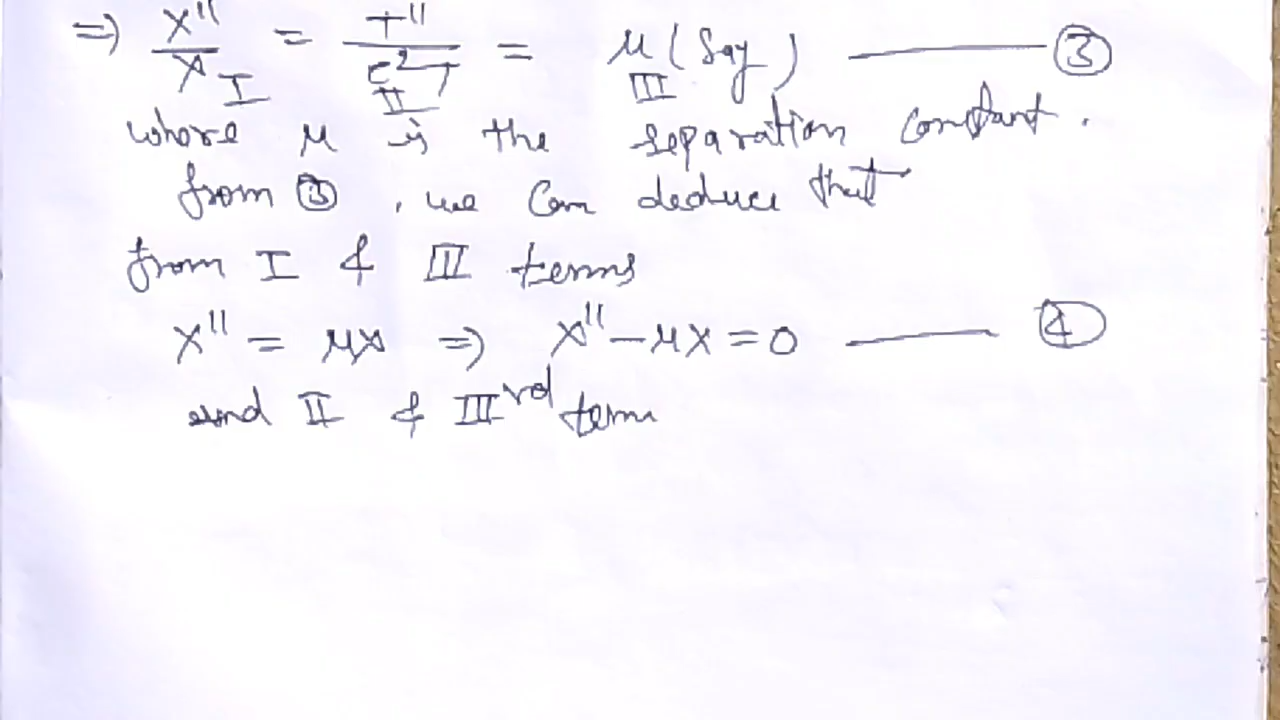 => X''/X = T''/c²T = μ (Say) ——— ③
I II III
where μ is the separation constant.
from ③, we can deduce that
from I & III terms
X'' = μX => X'' - μX = 0 ——— ④
and II & IIIrd term